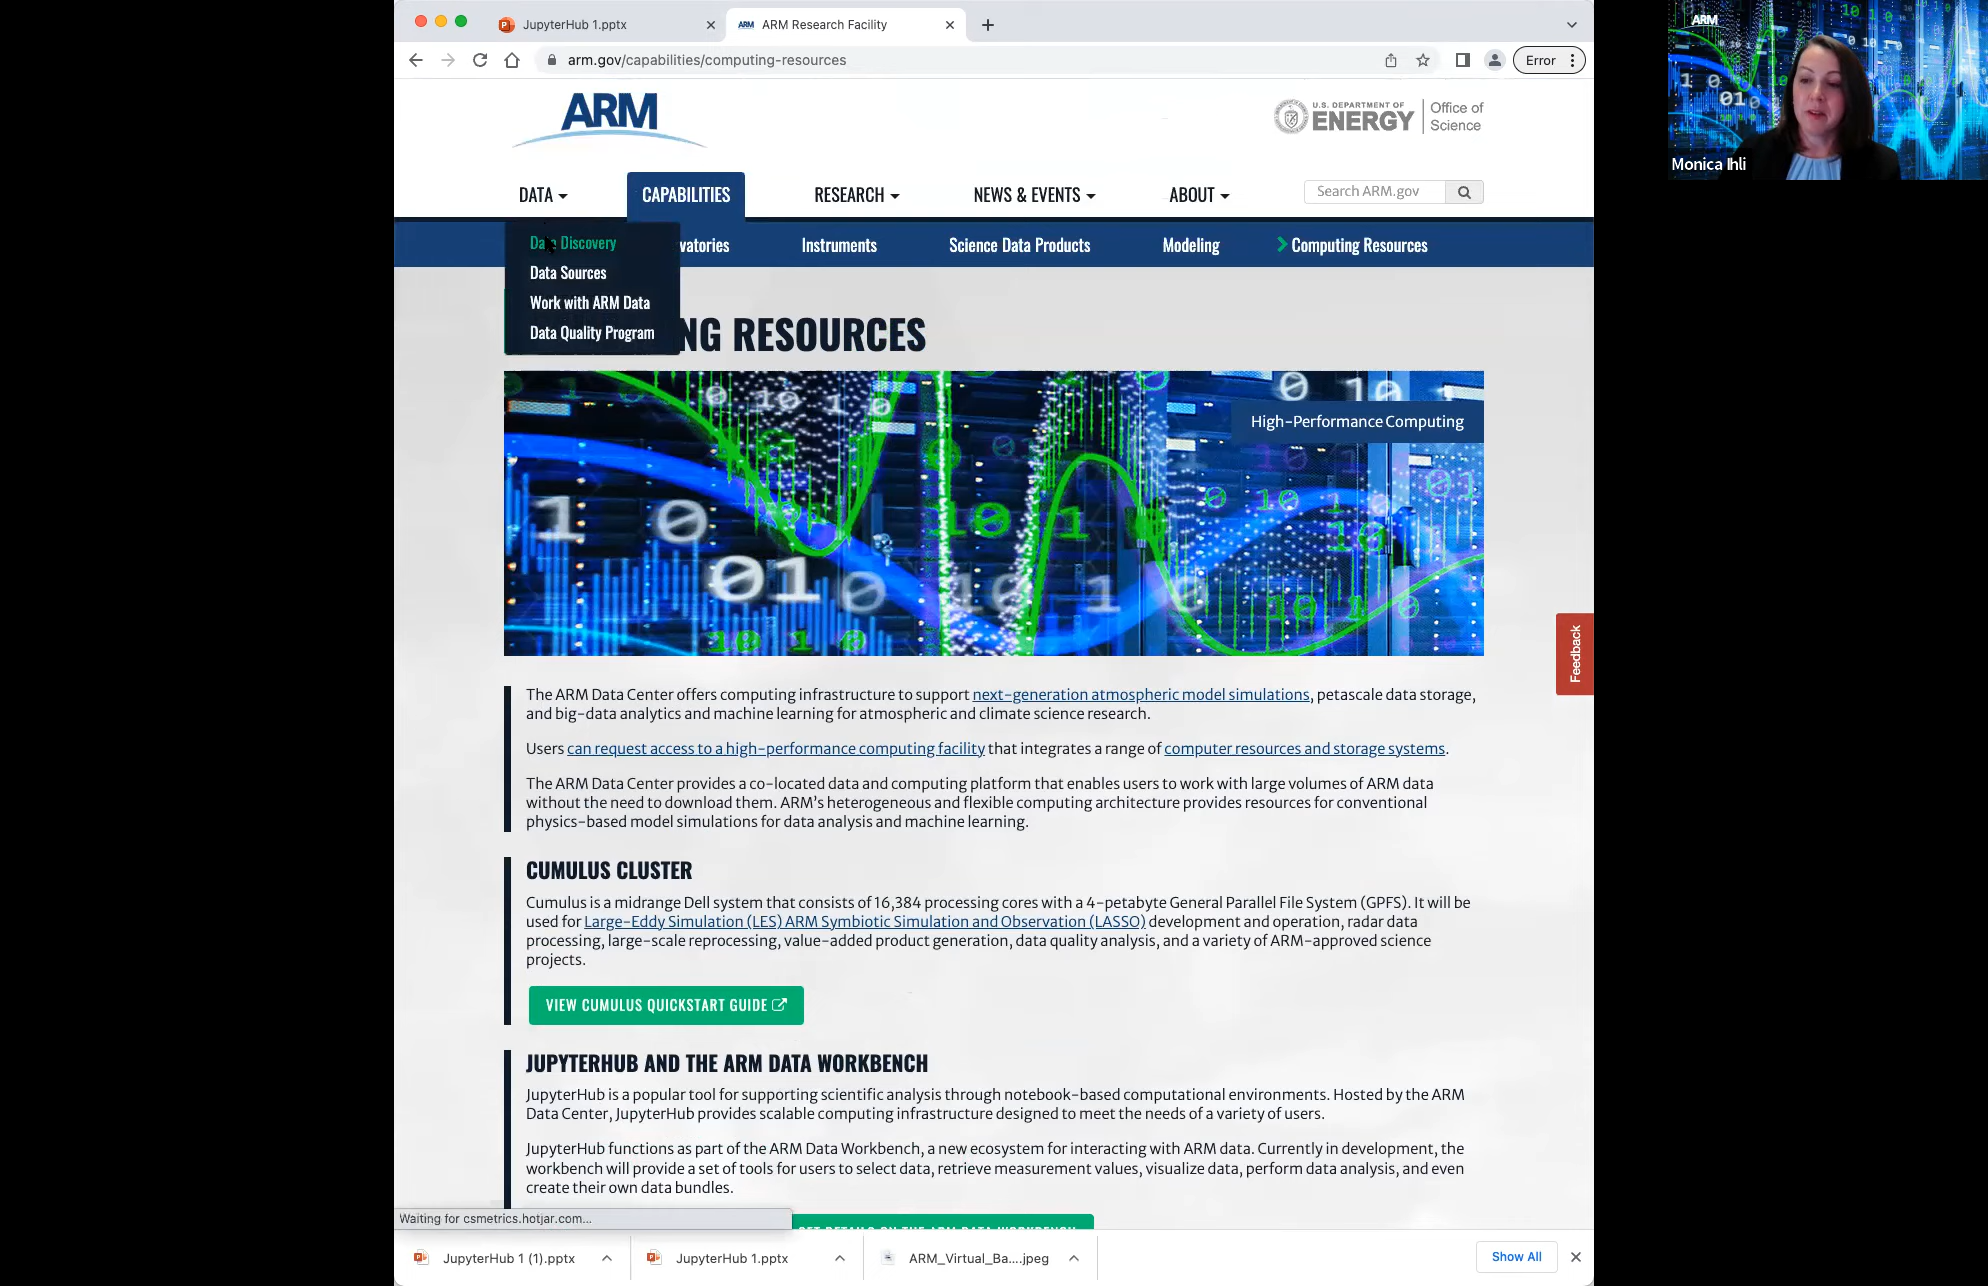 JupyterHub 1.pptx
ARM ARM Research Facility
arm.gov/capabilities/computing-resources
Error
ARM
U.S. DEPARTMENT OF
ENERGY
Office of
Science
DATA
CAPABILITIES
RESEARCH
NEWS & EVENTS
ABOUT
Search ARM.gov
Data Discovery
Data Sources
Work with ARM Data
Data Quality Program
vatories
Instruments
Science Data Products
Modeling
Computing Resources
NG RESOURCES
High-Performance Computing
The ARM Data Center offers computing infrastructure to support next-generation atmospheric model simulations, petascale data storage,
and big-data analytics and machine learning for atmospheric and climate science research.
Users can request access to a high-performance computing facility that integrates a range of computer resources and storage systems.
The ARM Data Center provides a co-located data and computing platform that enables users to work with large volumes of ARM data
without the need to download them. ARM's heterogeneous and flexible computing architecture provides resources for conventional
physics-based model simulations for data analysis and machine learning.
CUMULUS CLUSTER
Cumulus is a midrange Dell system that consists of 16,384 processing cores with a 4-petabyte General Parallel File System (GPFS). It will be
used for Large-Eddy Simulation (LES) ARM Symbiotic Simulation and Observation (LASSO) development and operation, radar data
processing, large-scale reprocessing, value-added product generation, data quality analysis, and a variety of ARM-approved science
projects.
VIEW CUMULUS QUICKSTART GUIDE
JUPYTERHUB AND THE ARM DATA WORKBENCH
JupyterHub is a popular tool for supporting scientific analysis through notebook-based computational environments. Hosted by the ARM
Data Center, JupyterHub provides scalable computing infrastructure designed to meet the needs of a variety of users.
JupyterHub functions as part of the ARM Data Workbench, a new ecosystem for interacting with ARM data. Currently in development, the
workbench will provide a set of tools for users to select data, retrieve measurement values, visualize data, perform data analysis, and even
create their own data bundles.
GET DETAILS ON THE ARM DATA WORKBENCH
Feedback
Waiting for csmetrics.hotjar.com...
JupyterHub 1 (1).pptx
JupyterHub 1.pptx
ARM_Virtual_Ba....jpeg
Show All
ARM
Monica Ihli